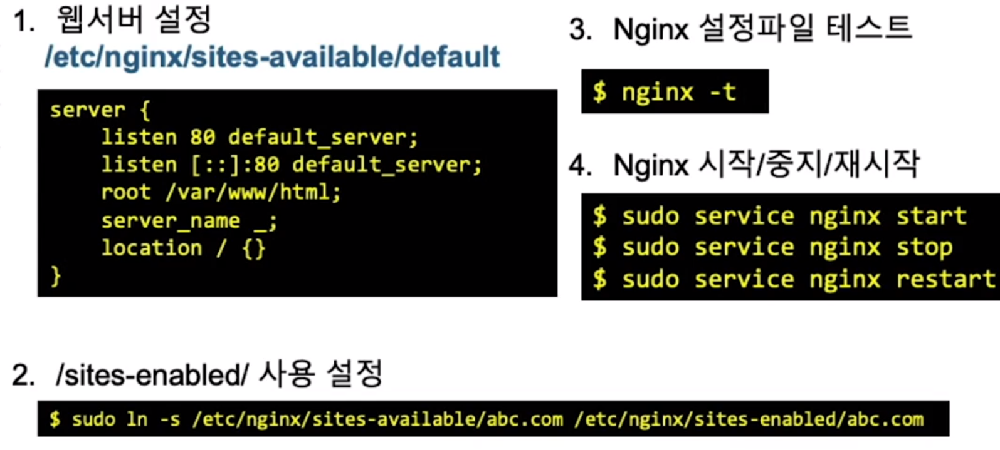 1. 웹서버 설정
/etc/nginx/sites-available/default
server {
    listen 80 default_server;
    listen [::]:80 default_server;
    root /var/www/html;
    server_name _;
    location / {}
}
2. /sites-enabled/ 사용 설정
$ sudo ln -s /etc/nginx/sites-available/abc.com /etc/nginx/sites-enabled/abc.com
3. Nginx 설정파일 테스트
$ nginx -t
4. Nginx 시작/중지/재시작
$ sudo service nginx start
$ sudo service nginx stop
$ sudo service nginx restart